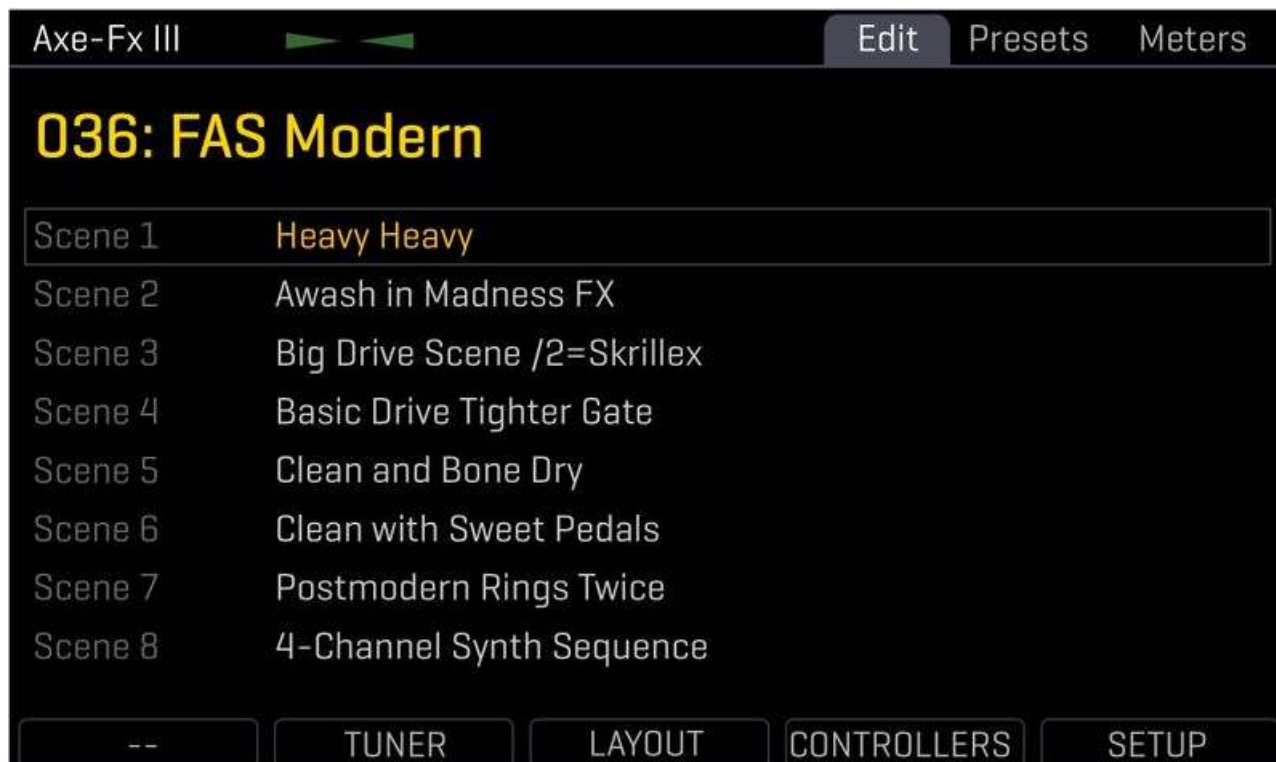 Axe-Fx III Edit Presets Meters
036: FAS Modern
Scene 1 Heavy Heavy
Scene 2 Awash in Madness FX
Scene 3 Big Drive Scene /2=Skrillex
Scene 4 Basic Drive Tighter Gate
Scene 5 Clean and Bone Dry
Scene 6 Clean with Sweet Pedals
Scene 7 Postmodern Rings Twice
Scene 8 4-Channel Synth Sequence
-- TUNER LAYOUT CONTROLLERS SETUP